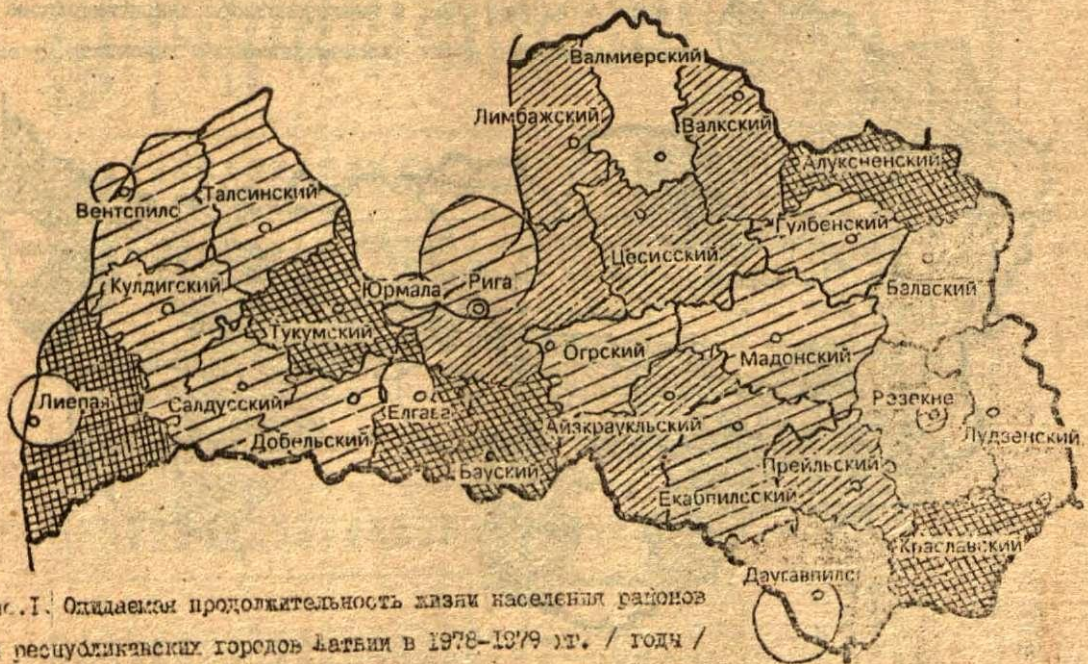 Валмиерский
Лимбажский
Валкский
Алуксненский
Вентспилс
Талсинский
Гулбенский
Цесисский
Кулдигский
Юрмала
Рига
Балвский
Тукумский
Огрский
Мадонский
Лиепая
Салдусский
Елгава
Резекне
Добельский
Айзкраукльский
Лудзенский
Бауский
Прейльский
Екабпилсский
Краславский
Даугавпилс
с.I. Ожидаемая продолжительность жизни населения районов
республиканских городов Латвии в 1978-1979 гг. / годы /